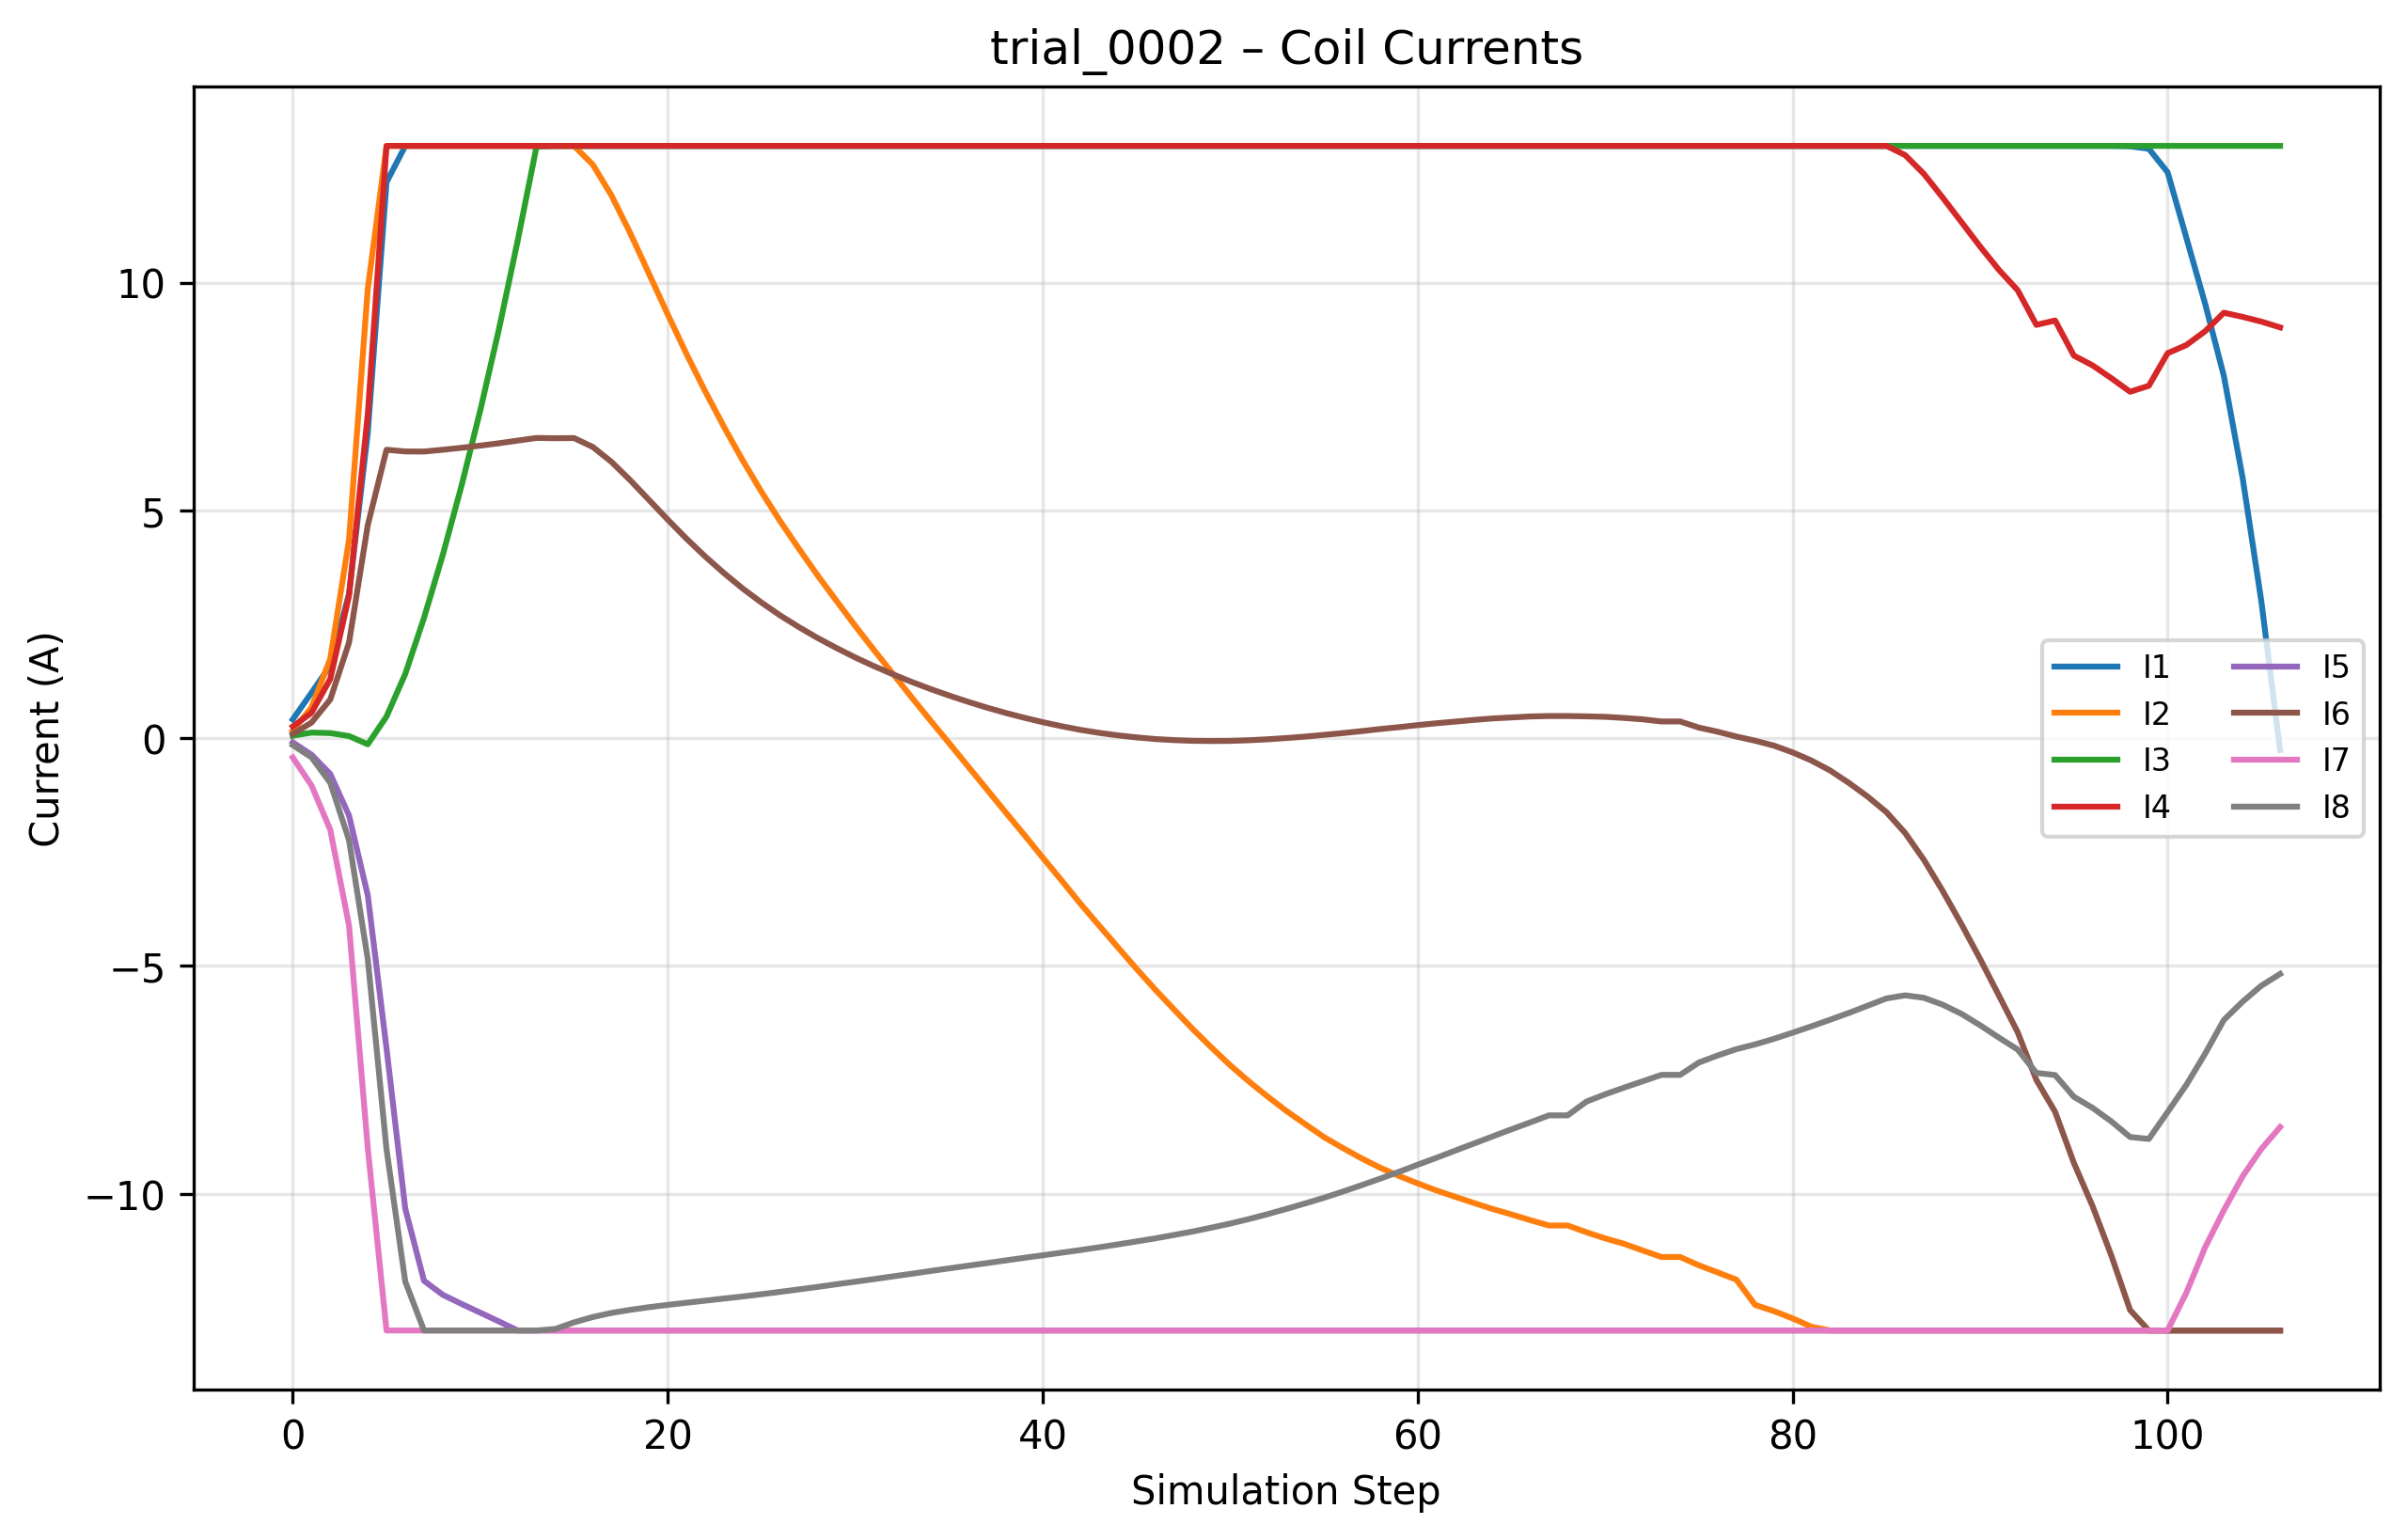 trial_0002 – Coil Currents
Current (A)
10
5
0
−5
−10
I1
I2
I3
I4
I5
I6
I7
I8
0
20
40
60
80
100
Simulation Step